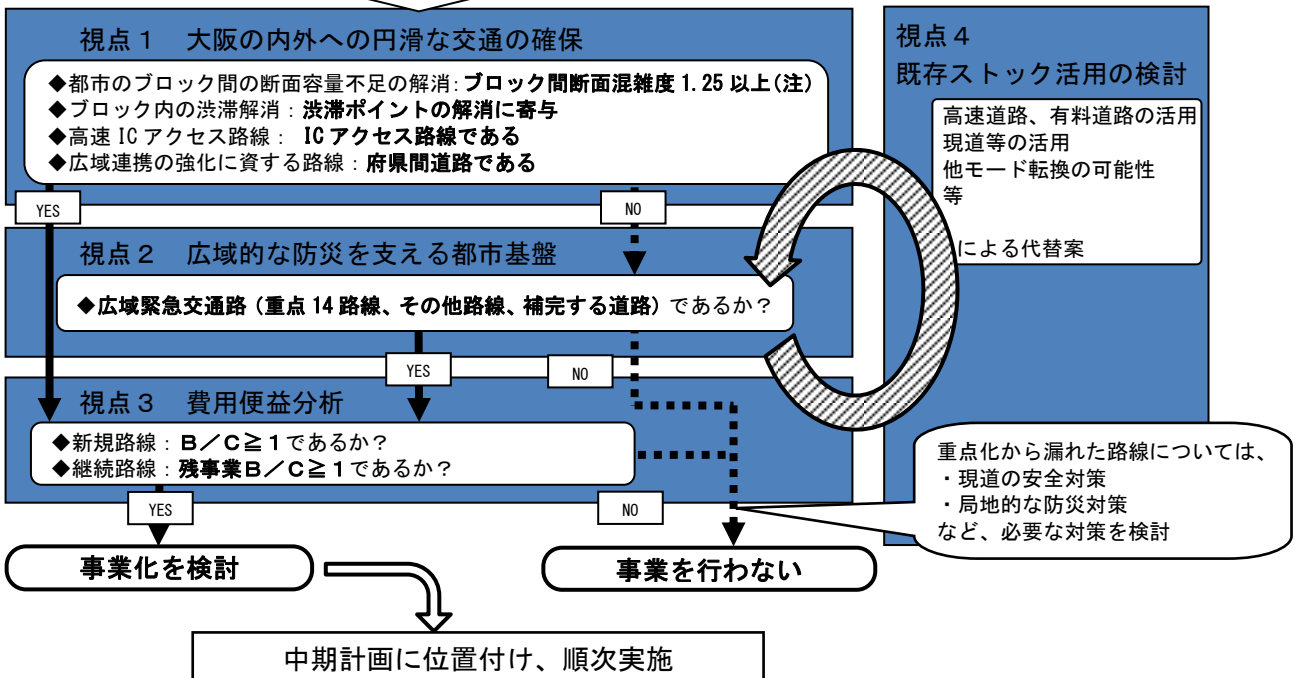 視点１　大阪の内外への円滑な交通の確保
◆都市のブロック間の断面容量不足の解消：ブロック間断面混雑度 1.25 以上（注）
◆ブロック内の渋滞解消：渋滞ポイントの解消に寄与
◆高速 IC アクセス路線： IC アクセス路線である
◆広域連携の強化に資する路線：府県間道路である
YES
NO
視点２　広域的な防災を支える都市基盤
◆広域緊急交通路（重点 14 路線、その他路線、補完する道路）であるか？
YES
NO
視点３　費用便益分析
◆新規路線：Ｂ／Ｃ≧１であるか？
◆継続路線：残事業Ｂ／Ｃ≧１であるか？
YES
NO
事業化を検討
事業を行わない
中期計画に位置付け、順次実施
視点４
既存ストック活用の検討
高速道路、有料道路の活用
現道等の活用
他モード転換の可能性
等
による代替案
重点化から漏れた路線については、
・現道の安全対策
・局地的な防災対策
など、必要な対策を検討